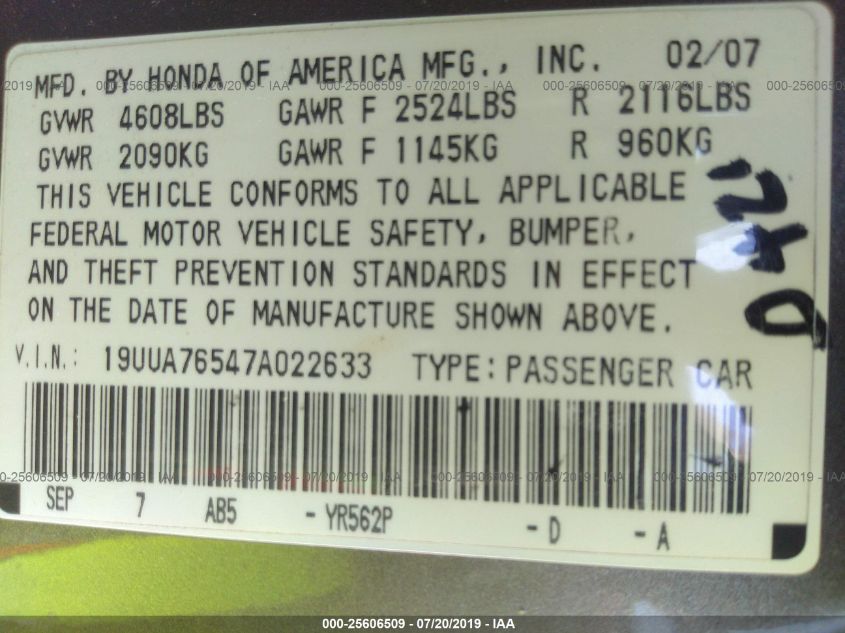 MFD. BY HONDA OF AMERICA MFG., INC. 02/07
GVWR 4608LBS GAWR F 2524LBS R 2116LBS
GVWR 2090KG GAWR F 1145KG R 960KG
THIS VEHICLE CONFORMS TO ALL APPLICABLE
FEDERAL MOTOR VEHICLE SAFETY, BUMPER,
AND THEFT PREVENTION STANDARDS IN EFFECT
ON THE DATE OF MANUFACTURE SHOWN ABOVE.
V.I.N.: 19UUA76547A022633 TYPE: PASSENGER CAR
SEP 7 AB5 - YR562P - D - A
000-25606509 - 07/20/2019 - IAA